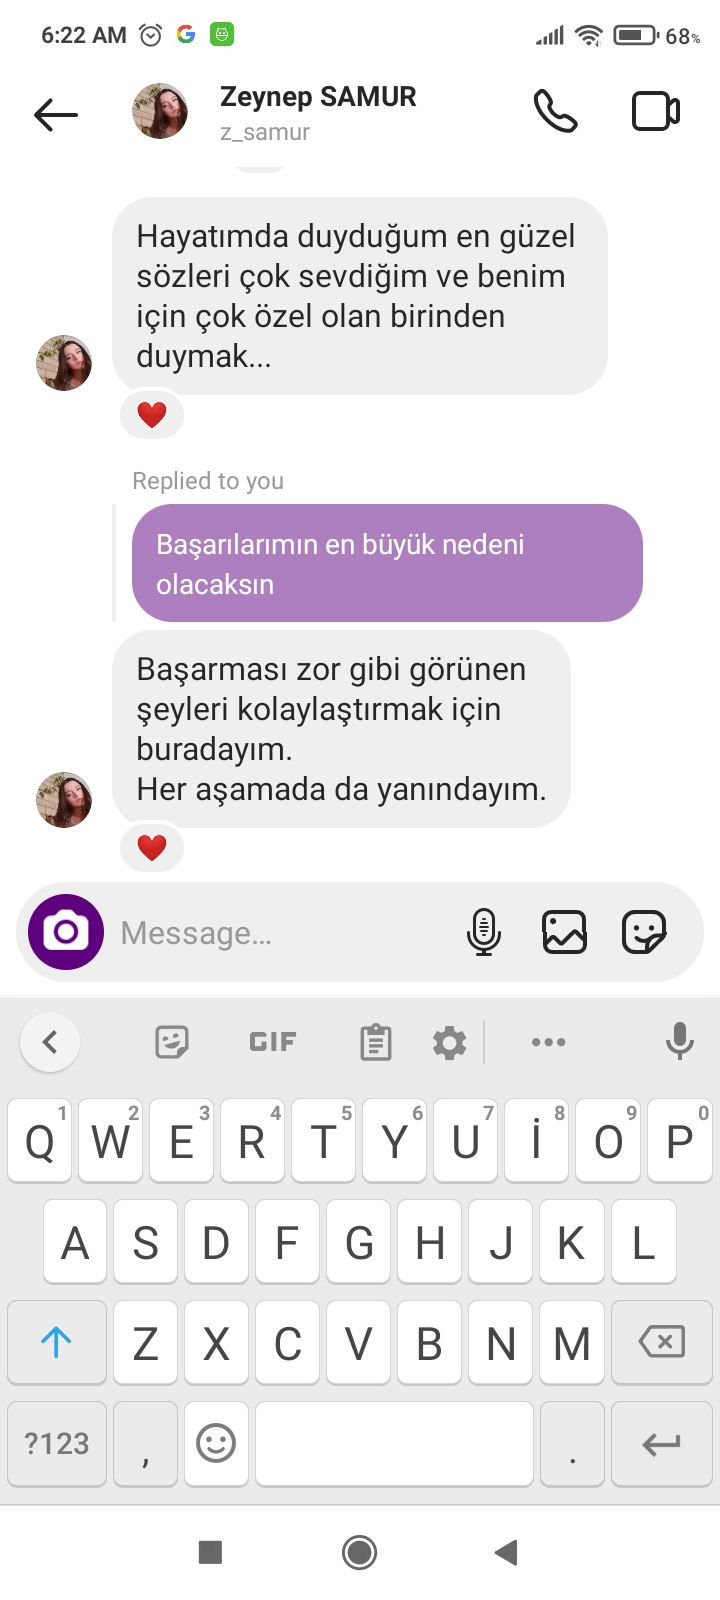 6:22 AM
68%
Zeynep SAMUR
z_samur
Hayatımda duyduğum en güzel
sözleri çok sevdiğim ve benim
için çok özel olan birinden
duymak...
Replied to you
Başarılarımın en büyük nedeni
olacaksın
Başarması zor gibi görünen
şeyleri kolaylaştırmak için
buradayım.
Her aşamada da yanındayım.
Message...
GIF
1 2 3 4 5 6 7 8 9 0
Q W E R T Y U İ O P
A S D F G H J K L
Z X C V B N M
?123 , .